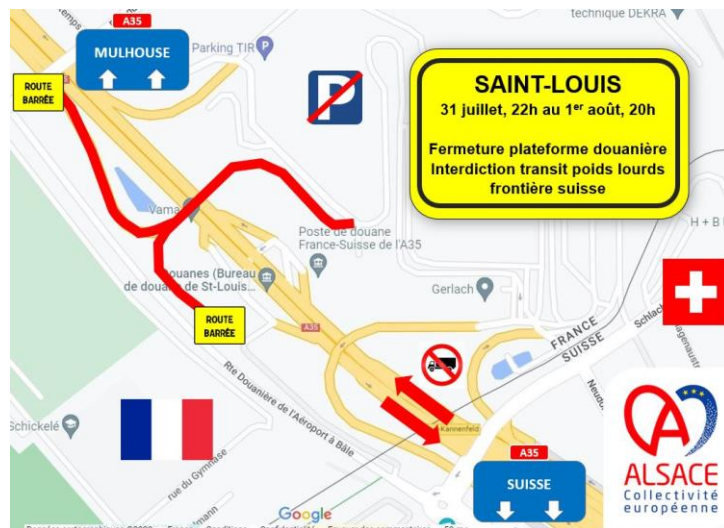 A35
MULHOUSE
technique DEKRA
Parking TIR
ROUTE
BARRÉE
SAINT-LOUIS
31 juillet, 22h au 1er août, 20h
Fermeture plateforme douanière
Interdiction transit poids lourds
frontière suisse
Vama
Poste de douane
France-Suisse de l'A35
H + B
Douanes (Bureau
de douane de St-Louis...
Gerlach
ROUTE
BARRÉE
A35
FRANCE
SUISSE
Rte Douanière de l'Aéroport à Bâle
Schickelé
rue du Gymnase
Kannenfeld
A35
SUISSE
Google
ALSACE
Collectivité
européenne